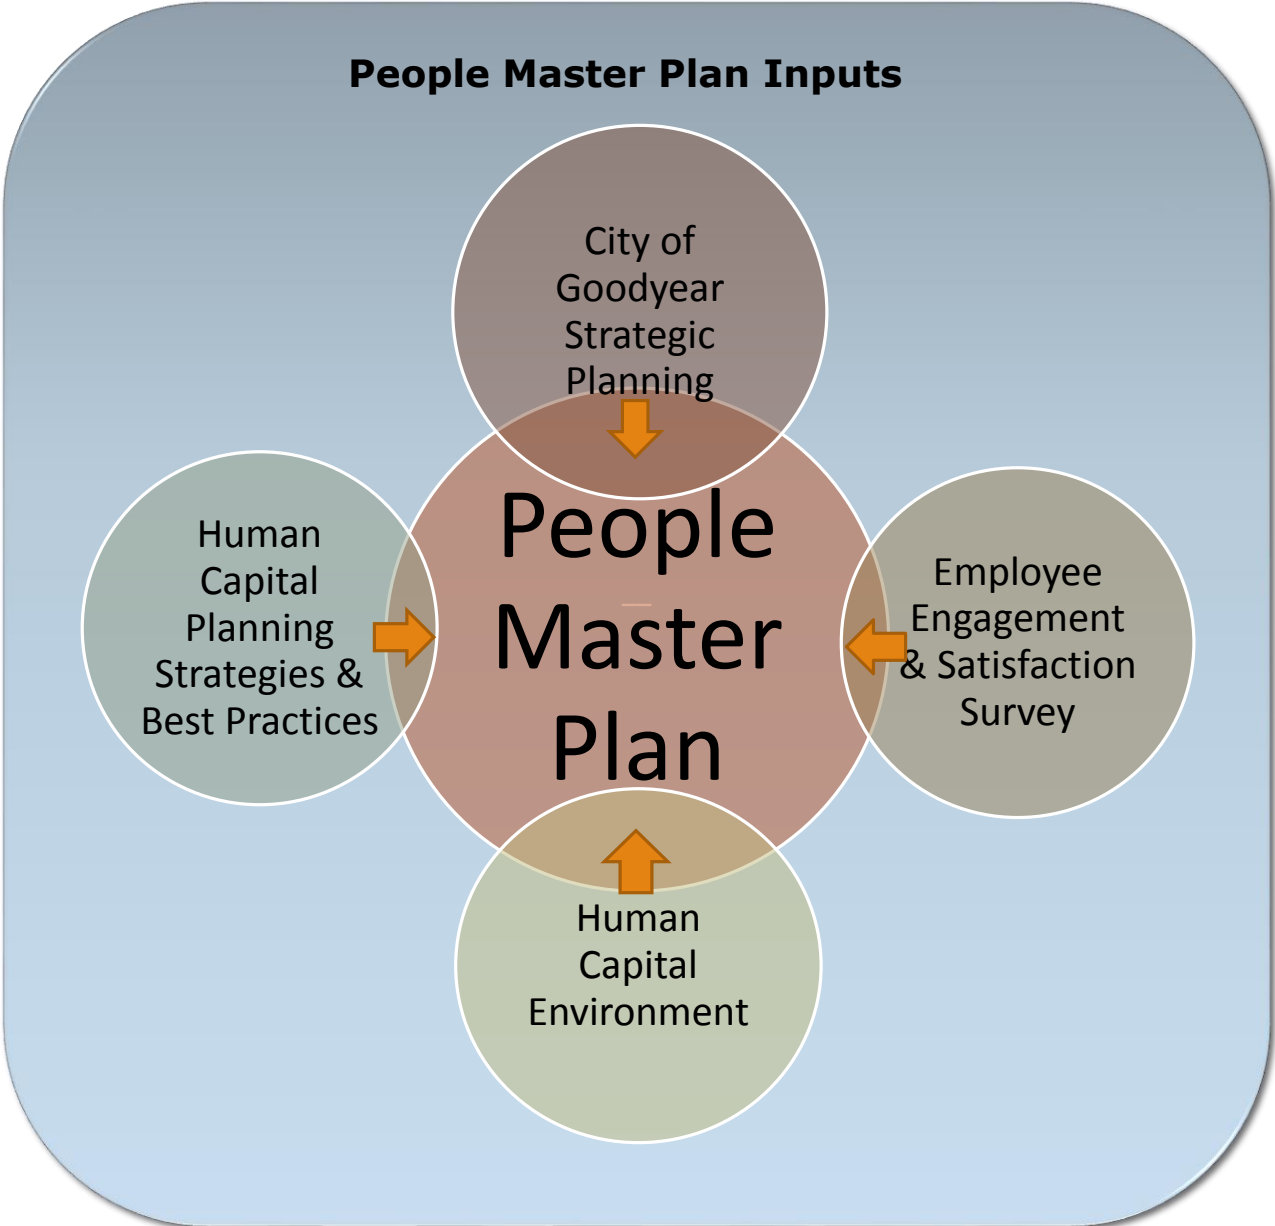 People Master Plan Inputs
City of
Goodyear
Strategic
Planning
Human
Capital
Planning
Strategies &
Best Practices
People
Master
Plan
Employee
Engagement
& Satisfaction
Survey
Human
Capital
Environment